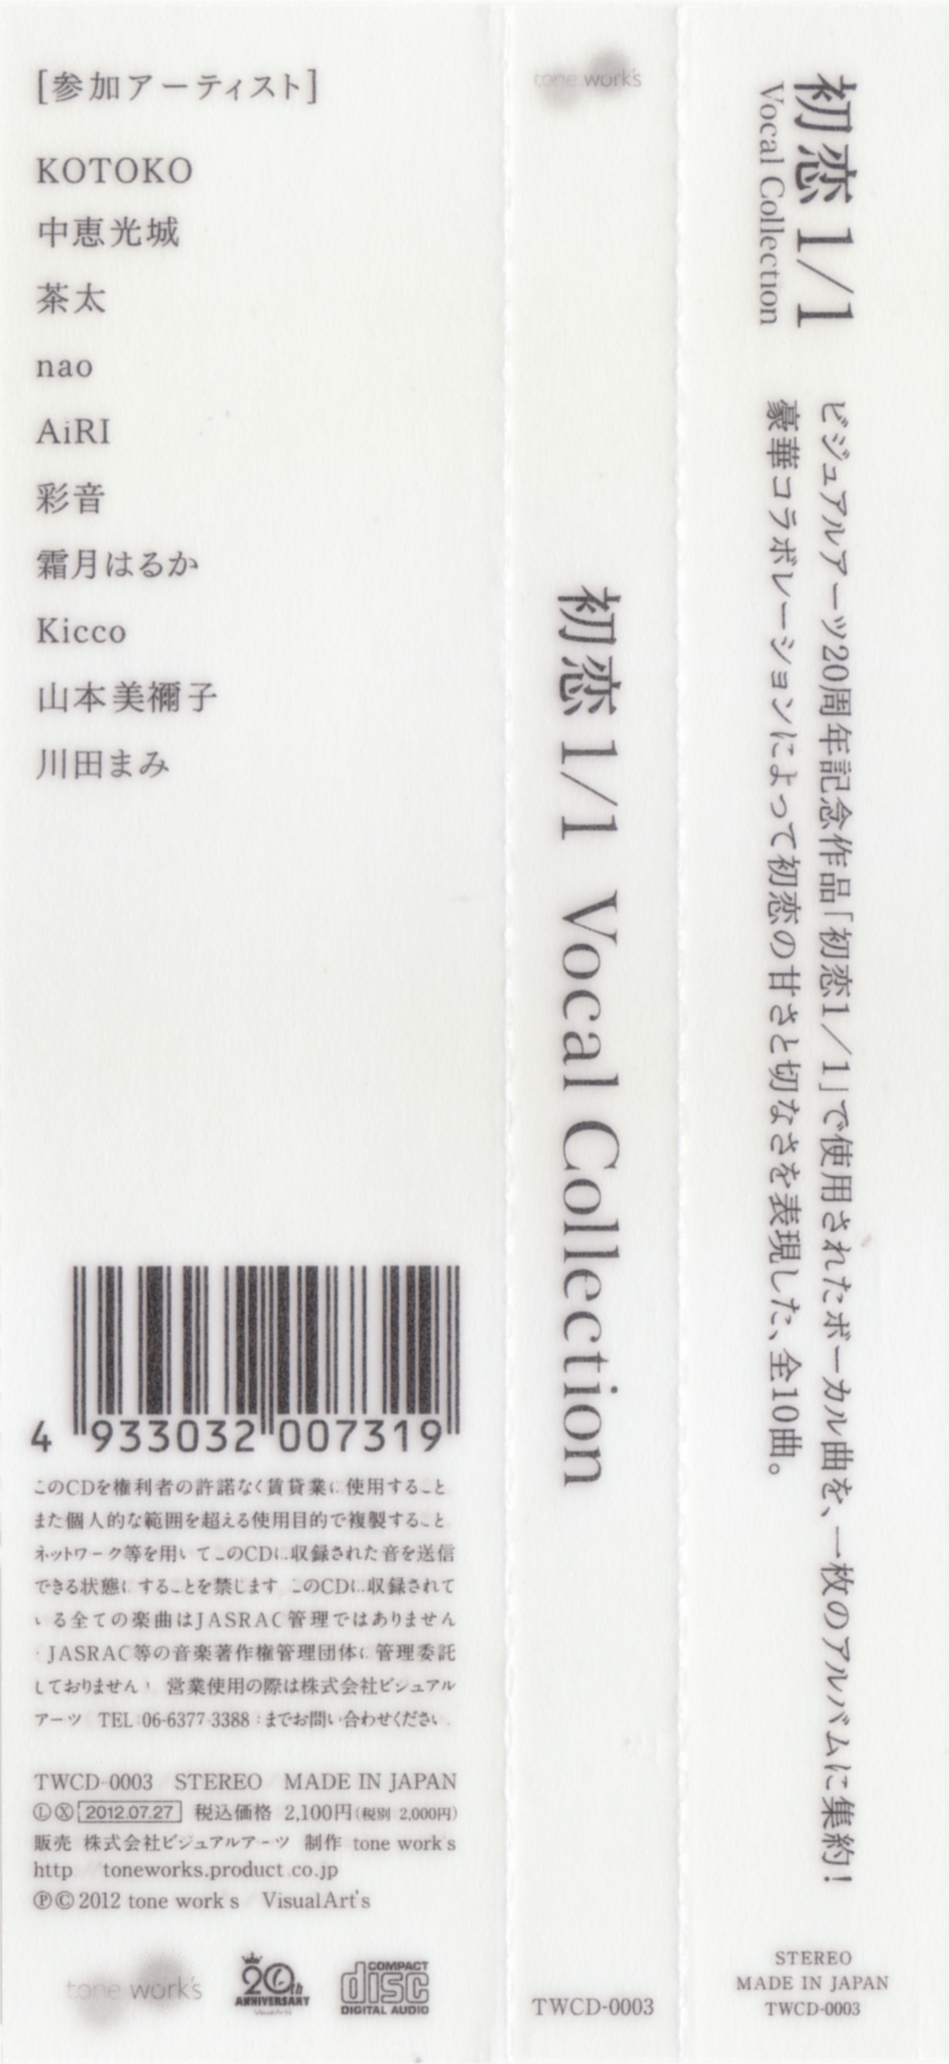 [参加アーティスト]
KOTOKO
中恵光城
茶太
nao
AiRI
彩音
霜月はるか
Kicco
山本美禰子
川田まみ
4 933032 007319
このCDを権利者の許諾なく賃貸業に使用すること
また個人的な範囲を超える使用目的で複製すること
ネットワーク等を用いてこのCDに収録された音を送信
できる状態にすることを禁じます このCDに収録されて
いる全ての楽曲はJASRAC管理ではありません
JASRAC等の音楽著作権管理団体に管理委託
しておりません 営業使用の際は株式会社ビジュアル
アーツ TEL 06-6377-3388 までお問い合わせください.
TWCD-0003 STEREO MADE IN JAPAN
ⓁⓍ 2012.07.27 税込価格 2,100円(税別 2,000円)
販売 株式会社ビジュアルアーツ 制作 tone work's
http toneworks.product.co.jp
Ⓟ©2012 tone work's VisualArt's
tone work's
20th ANNIVERSARY
VisualArt's
COMPACT disc DIGITAL AUDIO
tone work's
初恋 1/1 Vocal Collection
TWCD-0003
初恋 1/1
Vocal Collection
ビジュアルアーツ20周年記念作品「初恋1/1」で使用されたボーカル曲を、一枚のアルバムに集約!
豪華コラボレーションによって初恋の甘さと切なさを表現した、全10曲。
STEREO
MADE IN JAPAN
TWCD-0003